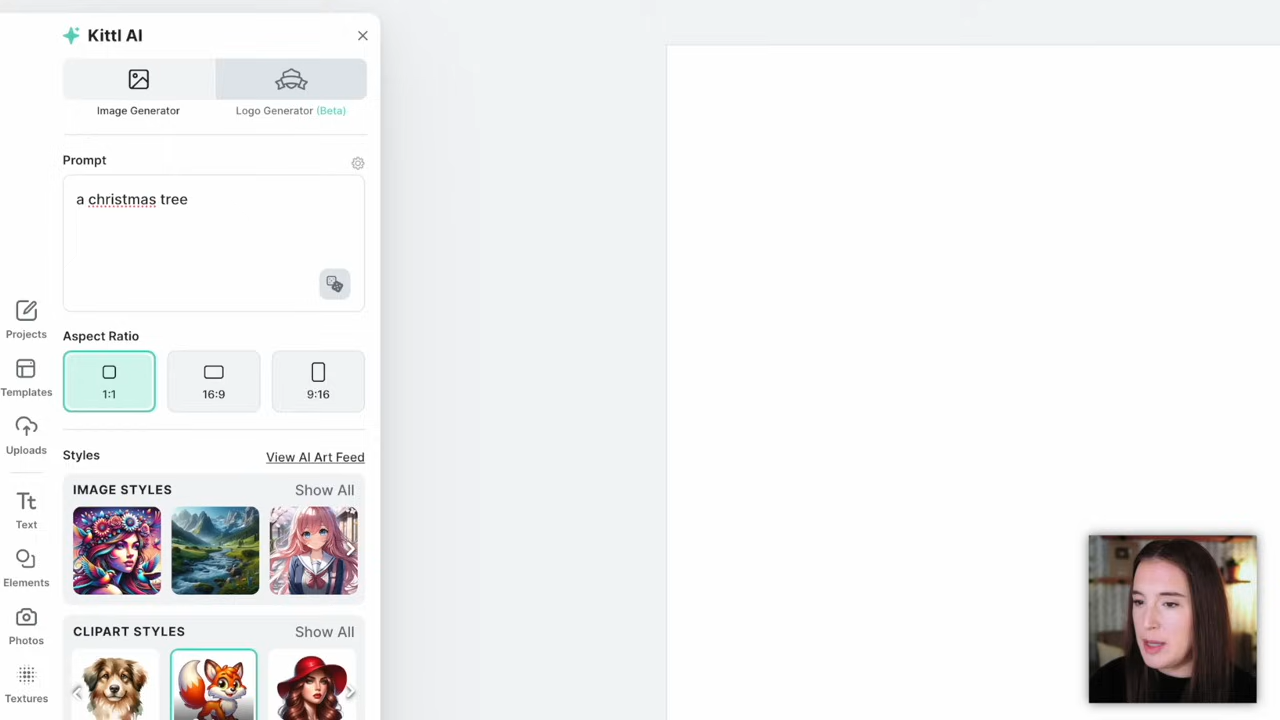 Kittl AI
Image Generator
Logo Generator (Beta)
Prompt
a christmas tree
Aspect Ratio
1:1
16:9
9:16
Styles
View AI Art Feed
IMAGE STYLES
Show All
CLIPART STYLES
Show All
Projects
Templates
Uploads
Tt
Text
Elements
Photos
Textures